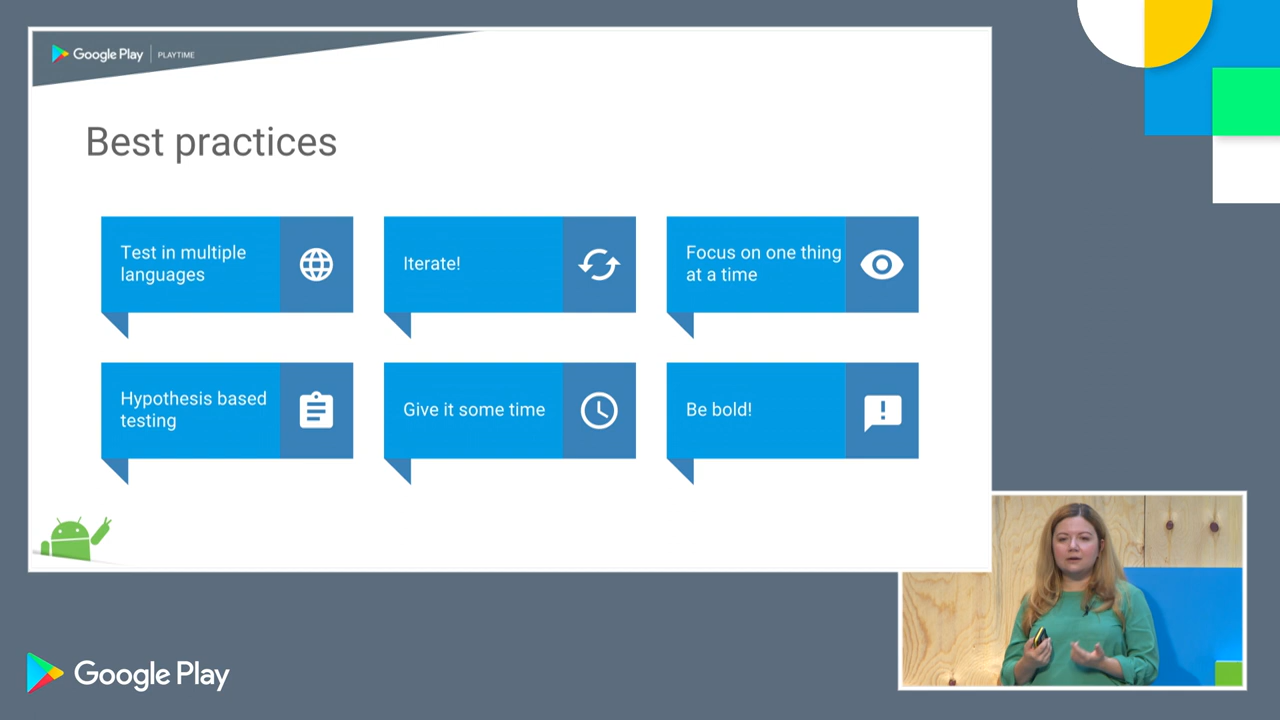 Google Play | PLAYTIME
Best practices
Test in multiple
languages
Iterate!
Focus on one thing
at a time
Hypothesis based
testing
Give it some time
Be bold!
Google Play